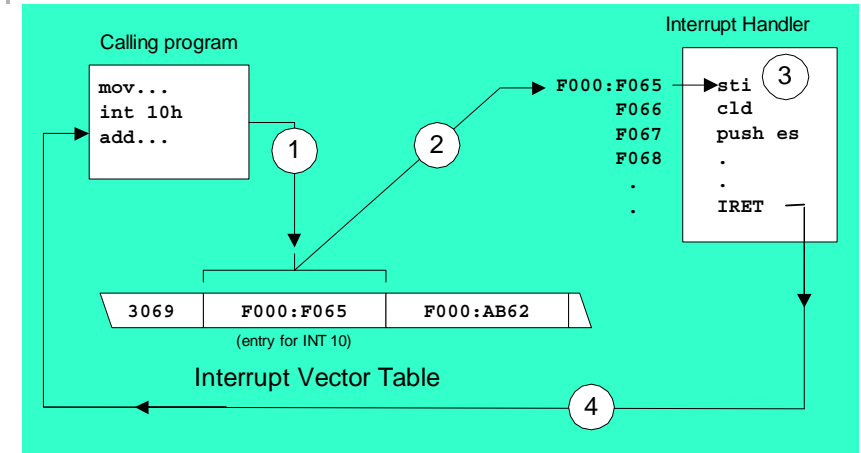 Interrupt Handler
Calling program
mov...
int 10h
add...
1
2
3
F000:F065
F066
F067
F068
.
.
sti
cld
push es
.
.
IRET
3069
F000:F065
F000:AB62
(entry for INT 10)
Interrupt Vector Table
4